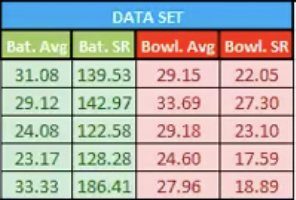 DATA SET
Bat. Avg Bat. SR Bowl. Avg Bowl. SR
31.08 139.53 29.15 22.05
29.12 142.97 33.69 27.30
24.08 122.58 29.18 23.10
23.17 128.28 24.60 17.59
33.33 186.41 27.96 18.89